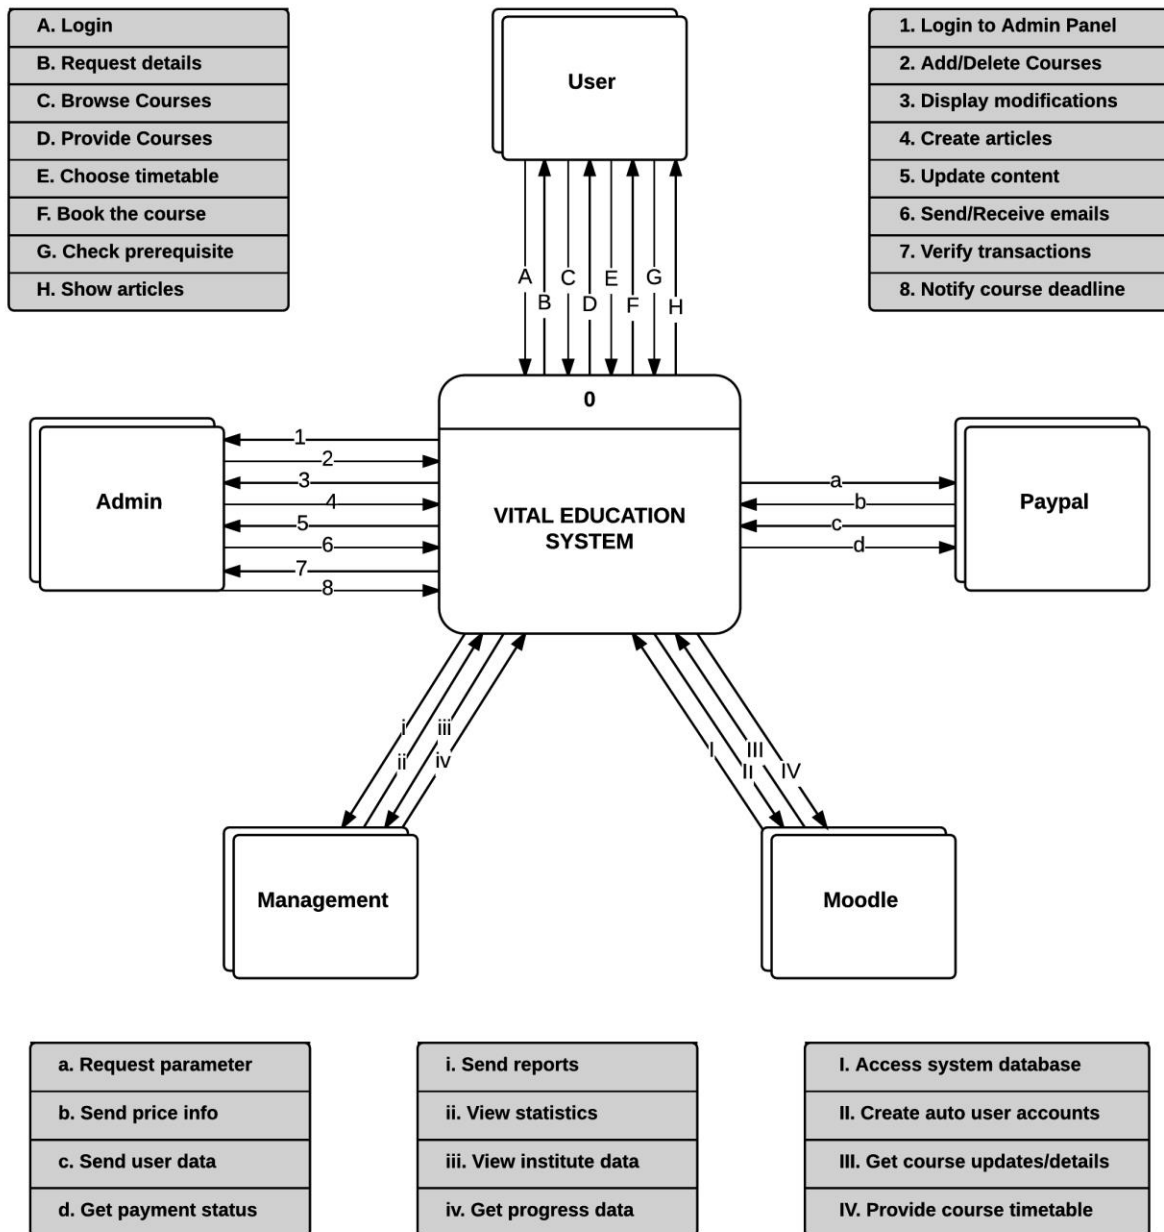 A. Login
B. Request details
C. Browse Courses
D. Provide Courses
E. Choose timetable
F. Book the course
G. Check prerequisite
H. Show articles
User
1. Login to Admin Panel
2. Add/Delete Courses
3. Display modifications
4. Create articles
5. Update content
6. Send/Receive emails
7. Verify transactions
8. Notify course deadline
A
B
C
D
E
F
G
H
0
VITAL EDUCATION
SYSTEM
Admin
1
2
3
4
5
6
7
8
a
b
c
d
Paypal
i
ii
iii
iv
I
II
III
IV
Management
Moodle
a. Request parameter
b. Send price info
c. Send user data
d. Get payment status
i. Send reports
ii. View statistics
iii. View institute data
iv. Get progress data
I. Access system database
II. Create auto user accounts
III. Get course updates/details
IV. Provide course timetable